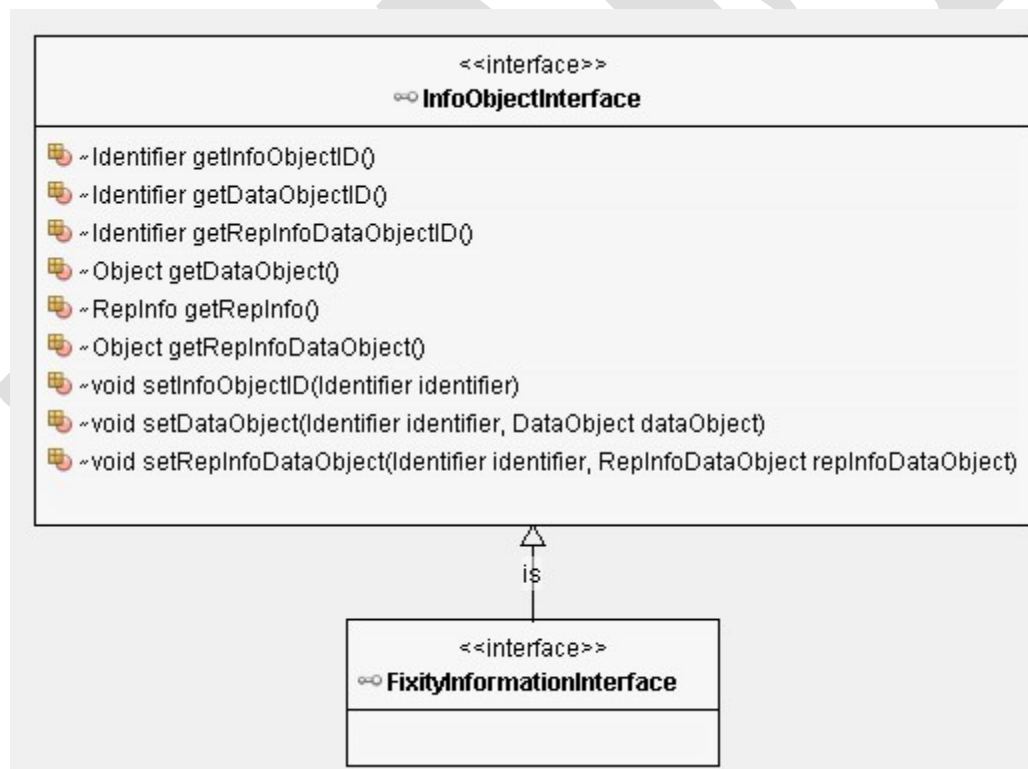 <<interface>>
InfoObjectInterface
~Identifier getInfoObjectID()
~Identifier getDataObjectID()
~Identifier getRepInfoDataObjectID()
~Object getDataObject()
~RepInfo getRepInfo()
~Object getRepInfoDataObject()
~void setInfoObjectID(Identifier identifier)
~void setDataObject(Identifier identifier, DataObject dataObject)
~void setRepInfoDataObject(Identifier identifier, RepInfoDataObject repInfoDataObject)
is
<<interface>>
FixityInformationInterface